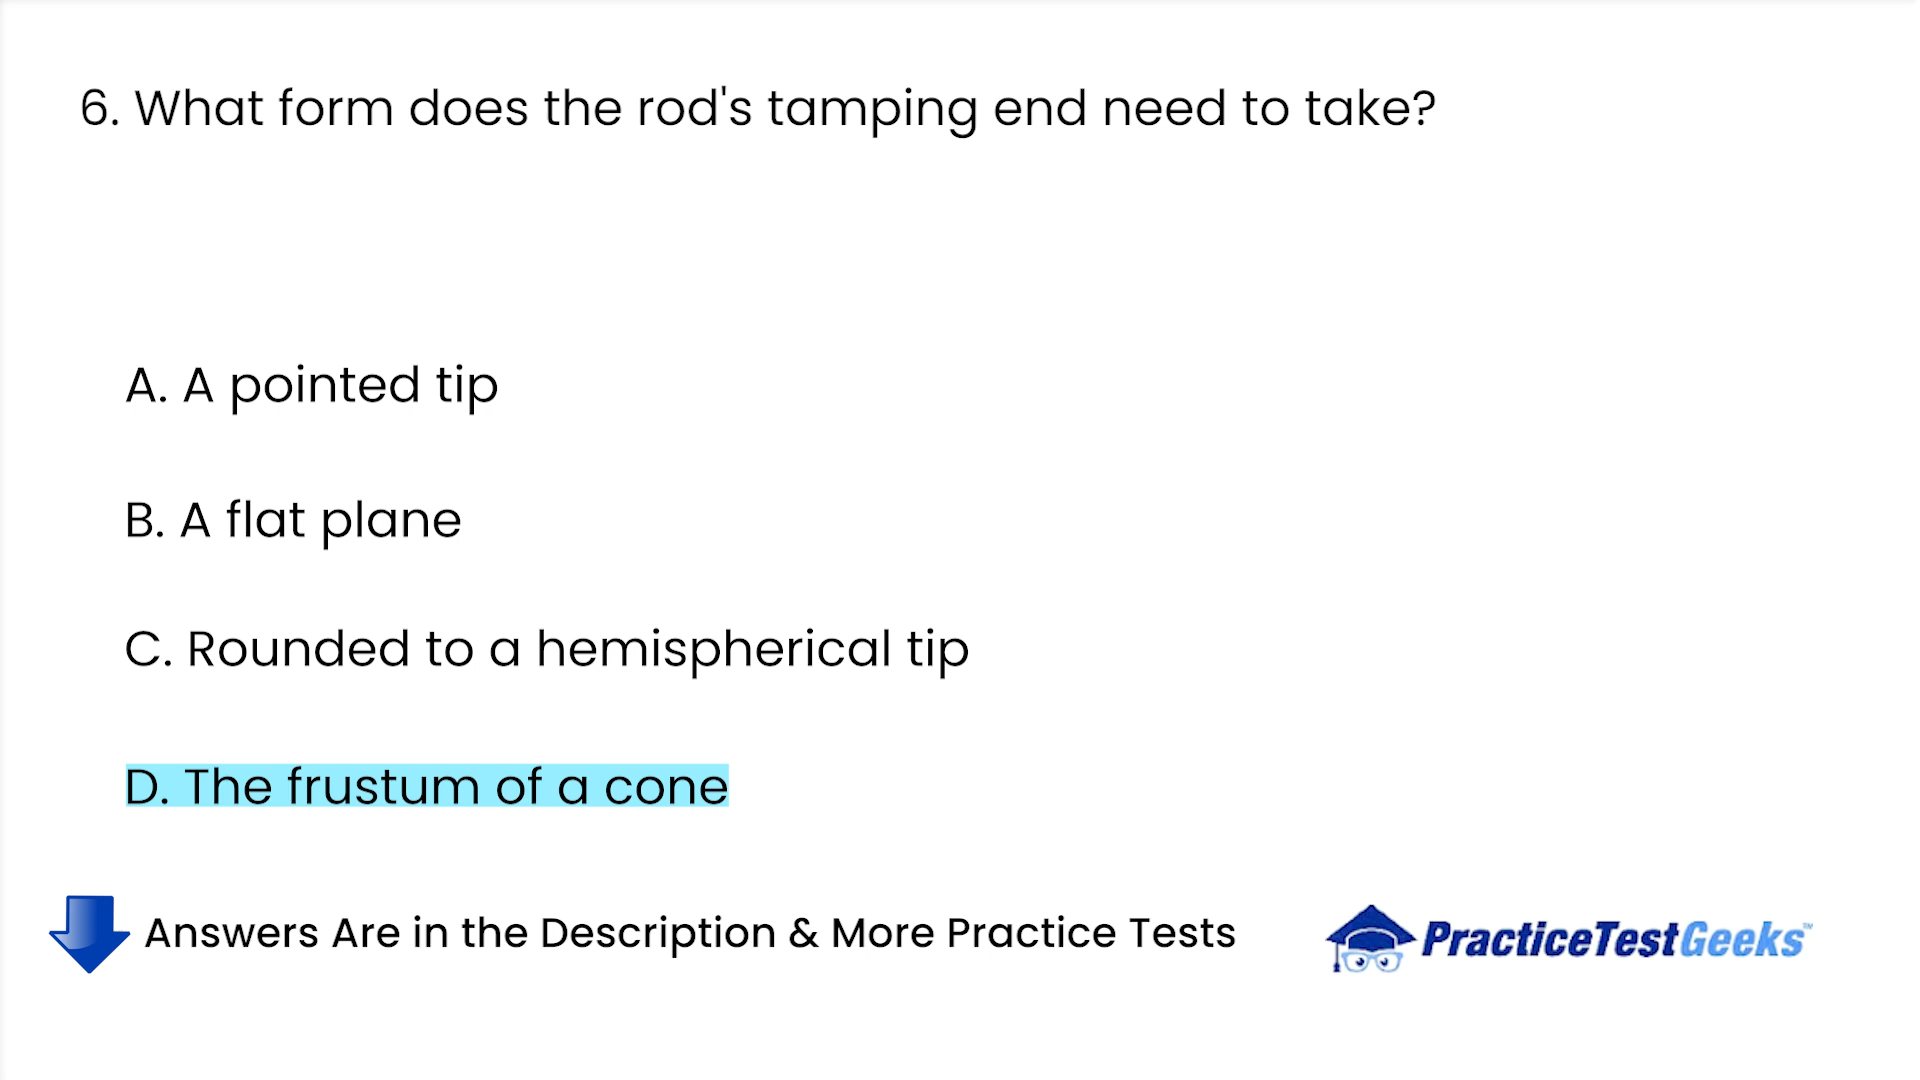 6. What form does the rod's tamping end need to take?
A. A pointed tip
B. A flat plane
C. Rounded to a hemispherical tip
D. The frustum of a cone
Answers Are in the Description & More Practice Tests
PracticeTestGeeks™